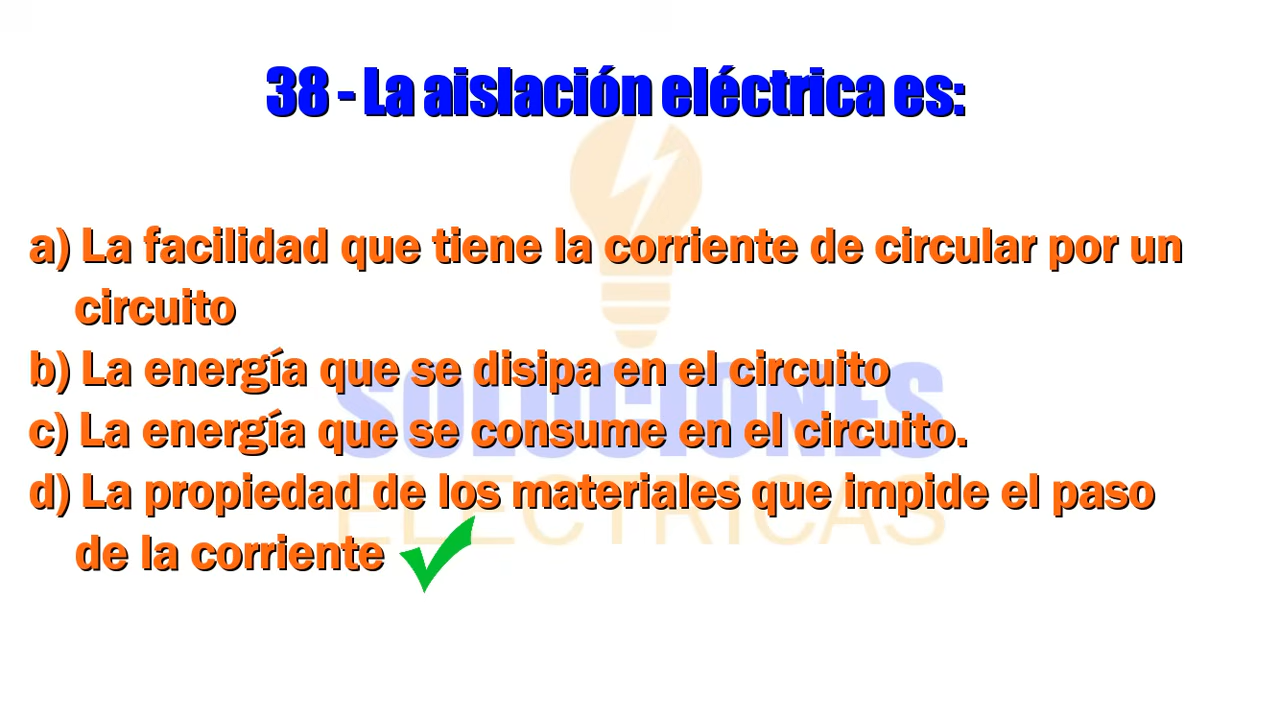 38 - La aislación eléctrica es:
a) La facilidad que tiene la corriente de circular por un
circuito
b) La energía que se disipa en el circuito
c) La energía que se consume en el circuito.
d) La propiedad de los materiales que impide el paso
de la corriente
SOLUCIONES
ELECTRICAS